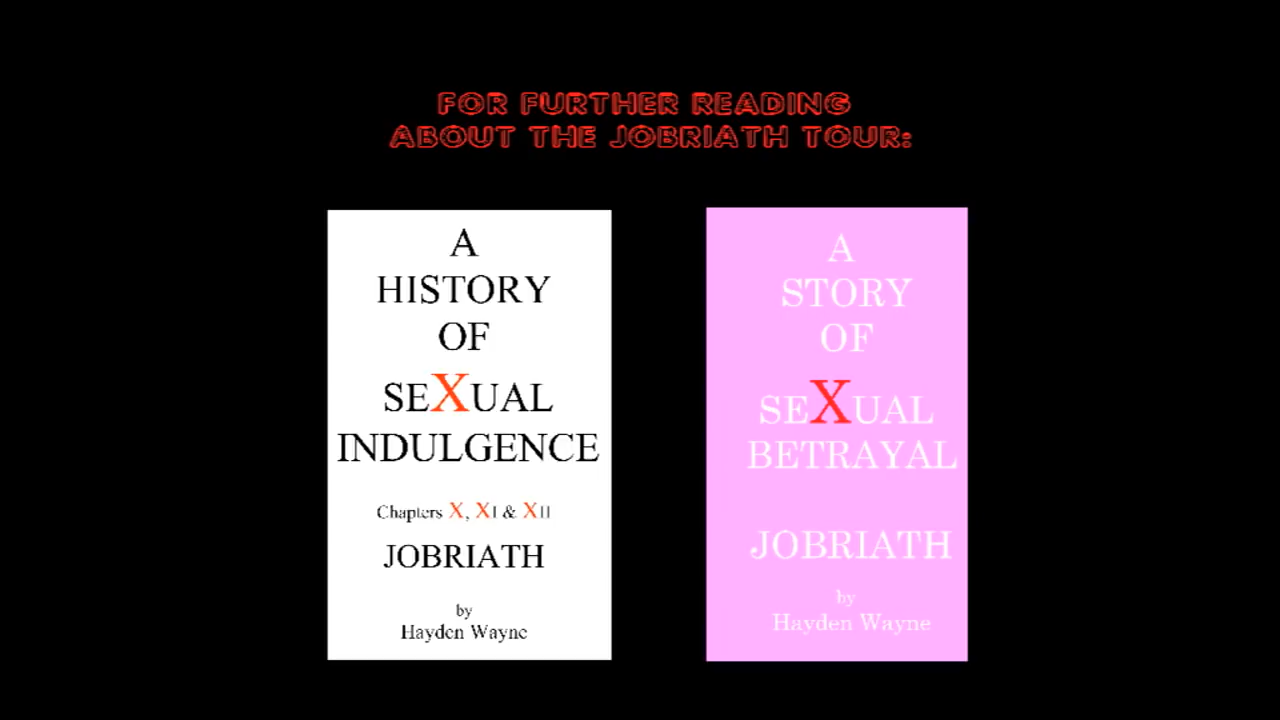 FOR FURTHER READING
ABOUT THE JOBRIATH TOUR:
A
HISTORY
OF
SEXUAL
INDULGENCE
Chapters X, XI & XII
JOBRIATH
by
Hayden Wayne
A
STORY
OF
SEXUAL
BETRAYAL
JOBRIATH
by
Hayden Wayne